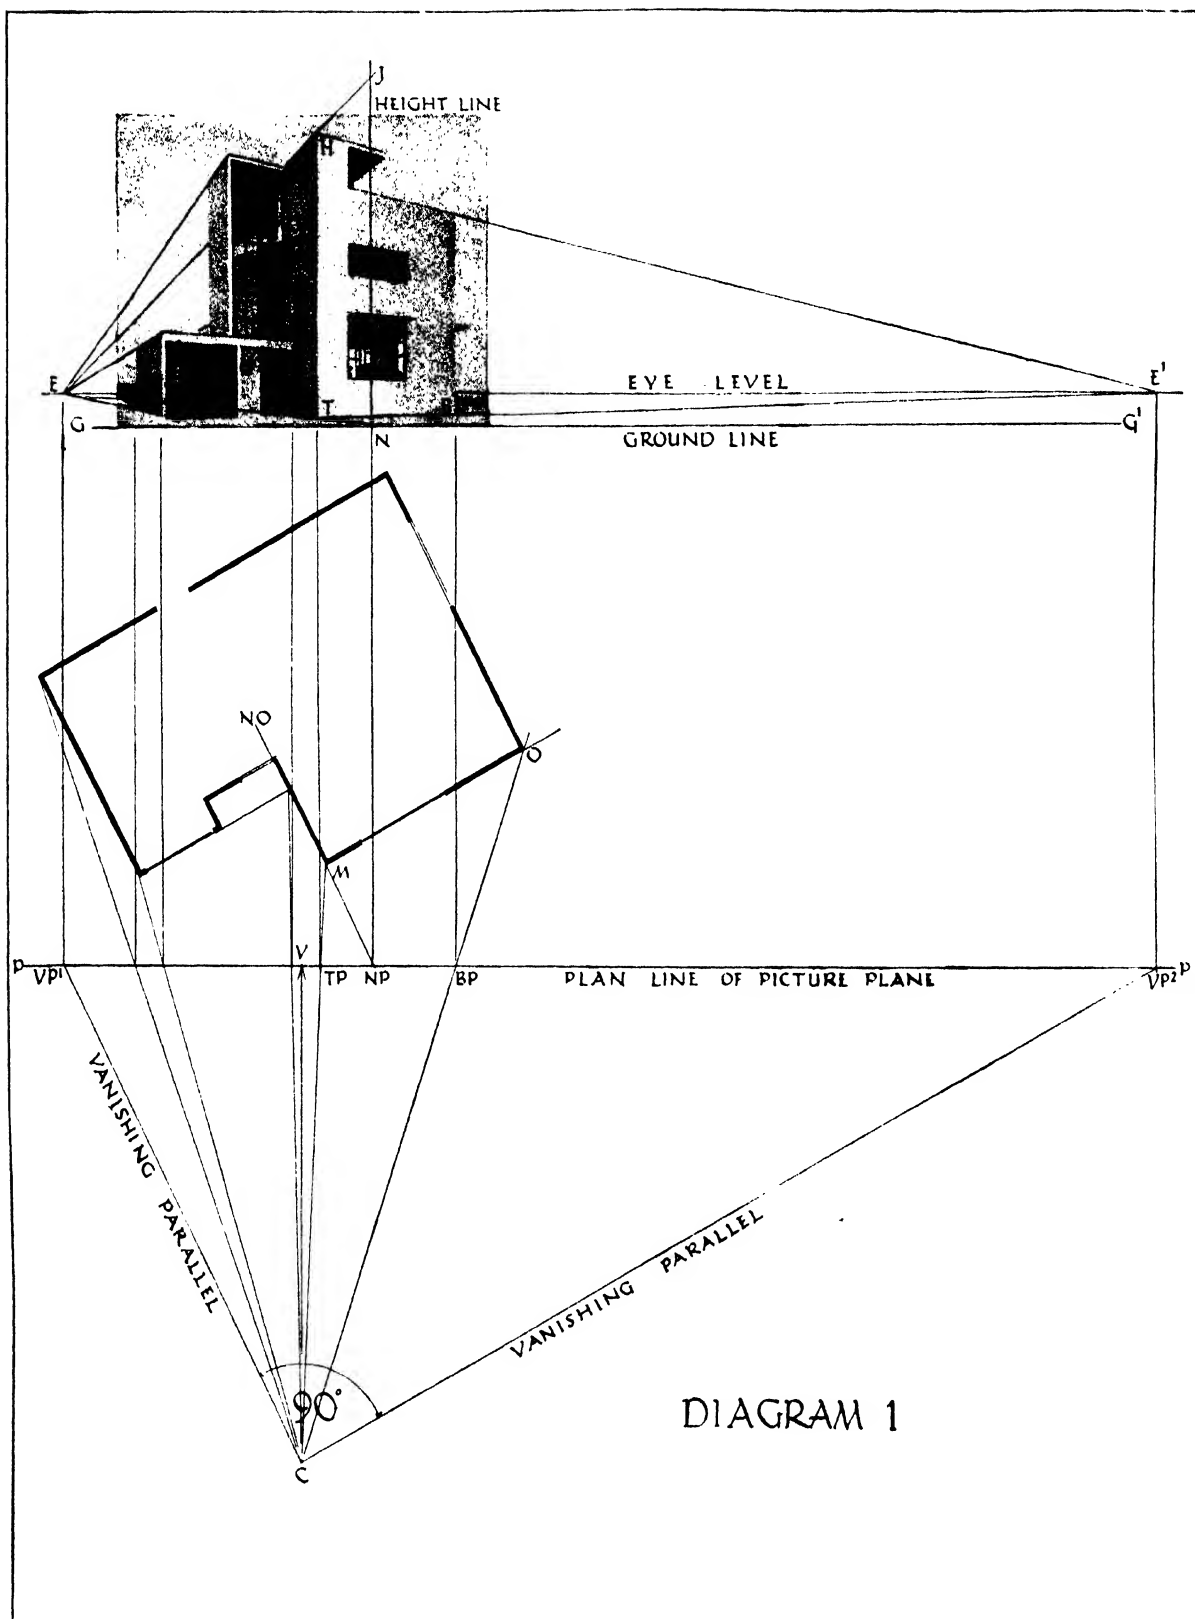 J
HEIGHT LINE
H
E
EYE LEVEL
E'
T
G
N
GROUND LINE
G'
NO
O
M
V
P
VP1
TP
NP
BP
PLAN LINE OF PICTURE PLANE
VP2
P
VANISHING PARALLEL
VANISHING PARALLEL
90°
C
DIAGRAM 1